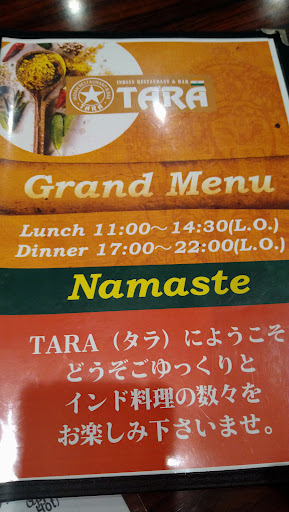 INDIAN RESTAURANT & BAR
TARA
TARA
Grand Menu
Lunch 11:00～14:30(L.O.)
Dinner 17:00～22:00(L.O.)
Namaste
TARA（タラ）にようこそ
どうぞごゆっくりと
インド料理の数々を
お楽しみ下さいませ。